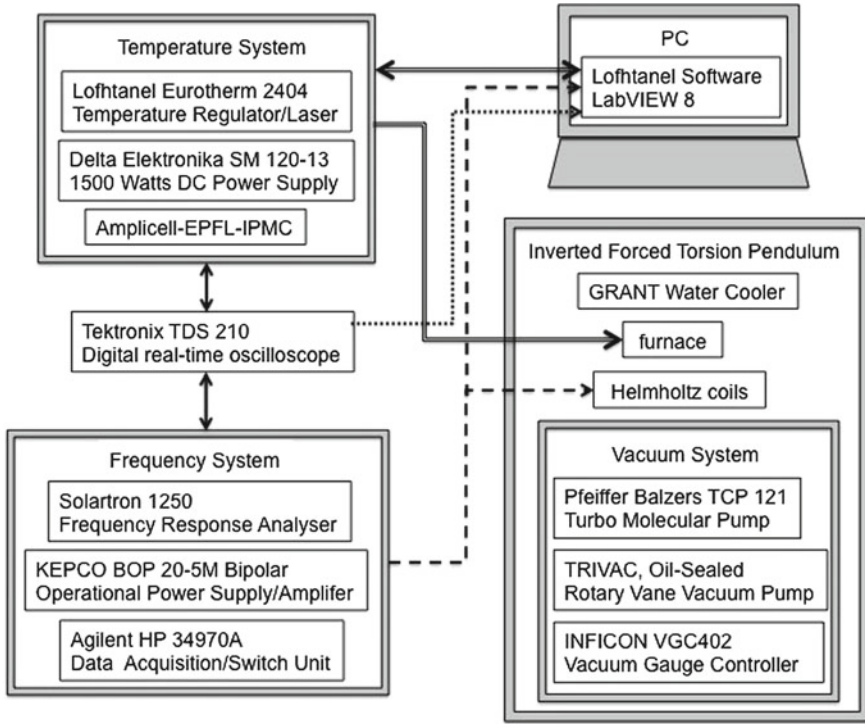 Temperature System
Lofhtanel Eurotherm 2404
Temperature Regulator/Laser
Delta Elektronika SM 120-13
1500 Watts DC Power Supply
Amplicell-EPFL-IPMC
Tektronix TDS 210
Digital real-time oscilloscope
Frequency System
Solartron 1250
Frequency Response Analyser
KEPCO BOP 20-5M Bipolar
Operational Power Supply/Amplifer
Agilent HP 34970A
Data Acquisition/Switch Unit
PC
Lofhtanel Software
LabVIEW 8
Inverted Forced Torsion Pendulum
GRANT Water Cooler
furnace
Helmholtz coils
Vacuum System
Pfeiffer Balzers TCP 121
Turbo Molecular Pump
TRIVAC, Oil-Sealed
Rotary Vane Vacuum Pump
INFICON VGC402
Vacuum Gauge Controller